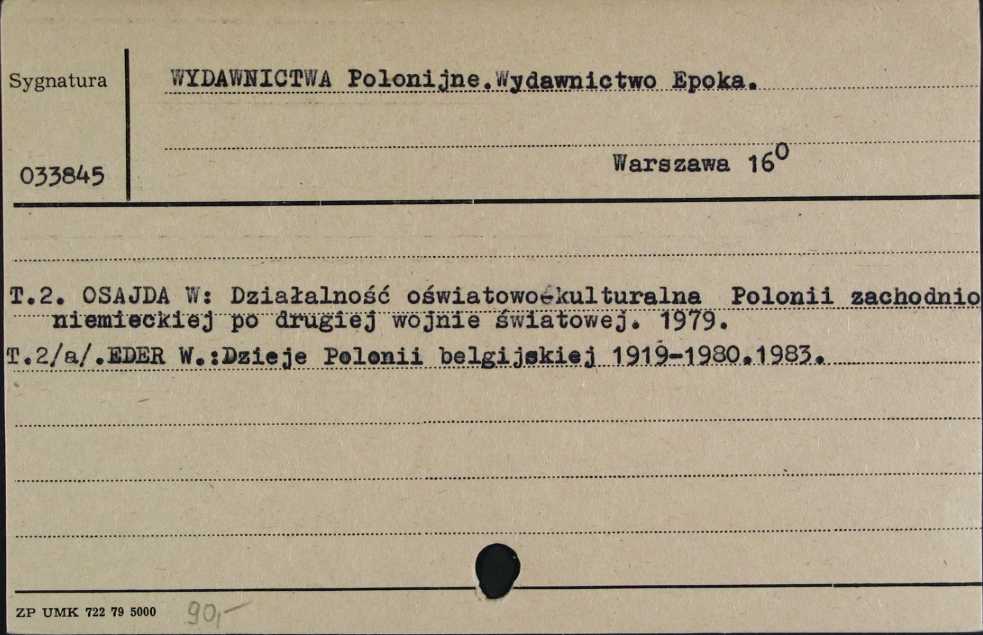 Sygnatura
WYDAWNICTWA Polonijne.Wydawnictwo Epoka.
033845
Warszawa 16⁰
T.2. OSAJDA W: Działalność oświatowo-kulturalna Polonii zachodnio
niemieckiej po drugiej wojnie światowej. 1979.
T.2/a/.EDER W.:Dzieje Polonii belgijskiej 1919-1980.1983.
ZP UMK 722 79 5000 90,-